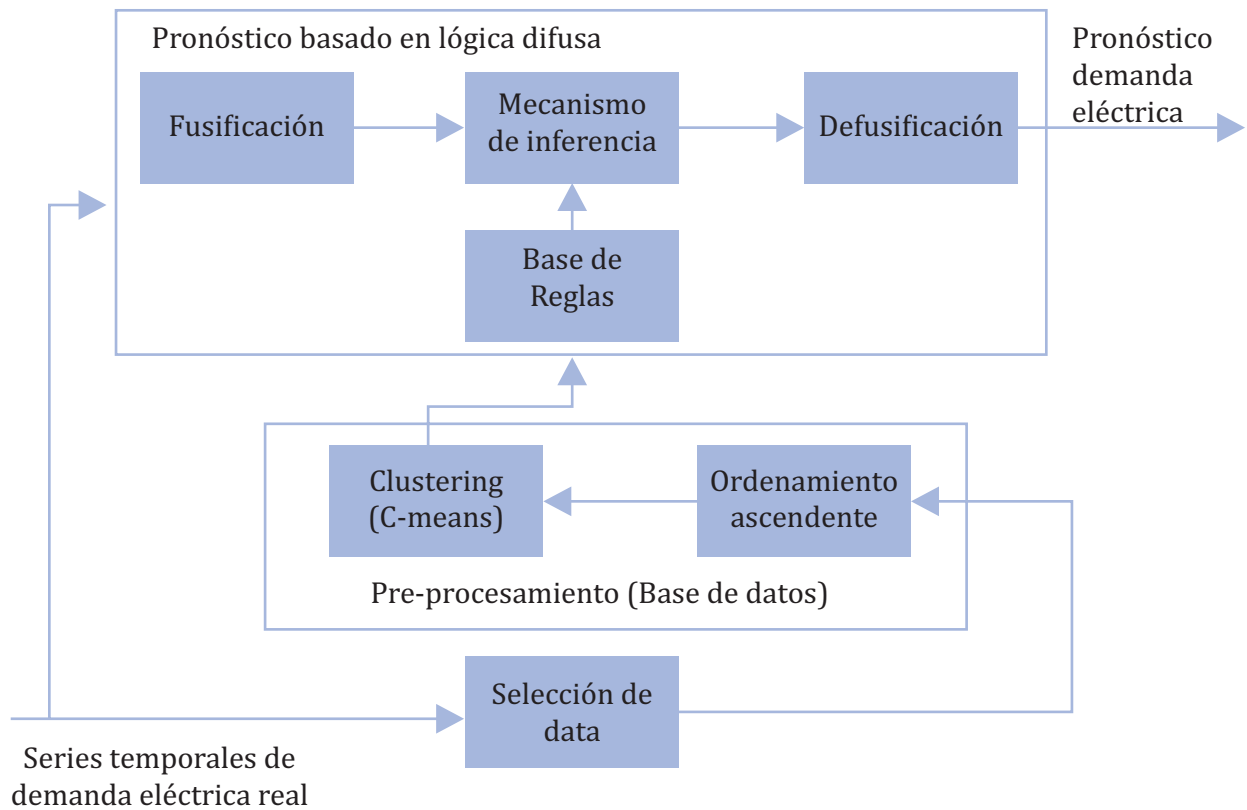 Pronóstico basado en lógica difusa
Pronóstico
demanda
eléctrica
Fusificación
Mecanismo
de inferencia
Defusificación
Base de
Reglas
Clustering
(C-means)
Ordenamiento
ascendente
Pre-procesamiento (Base de datos)
Selección de
data
Series temporales de
demanda eléctrica real